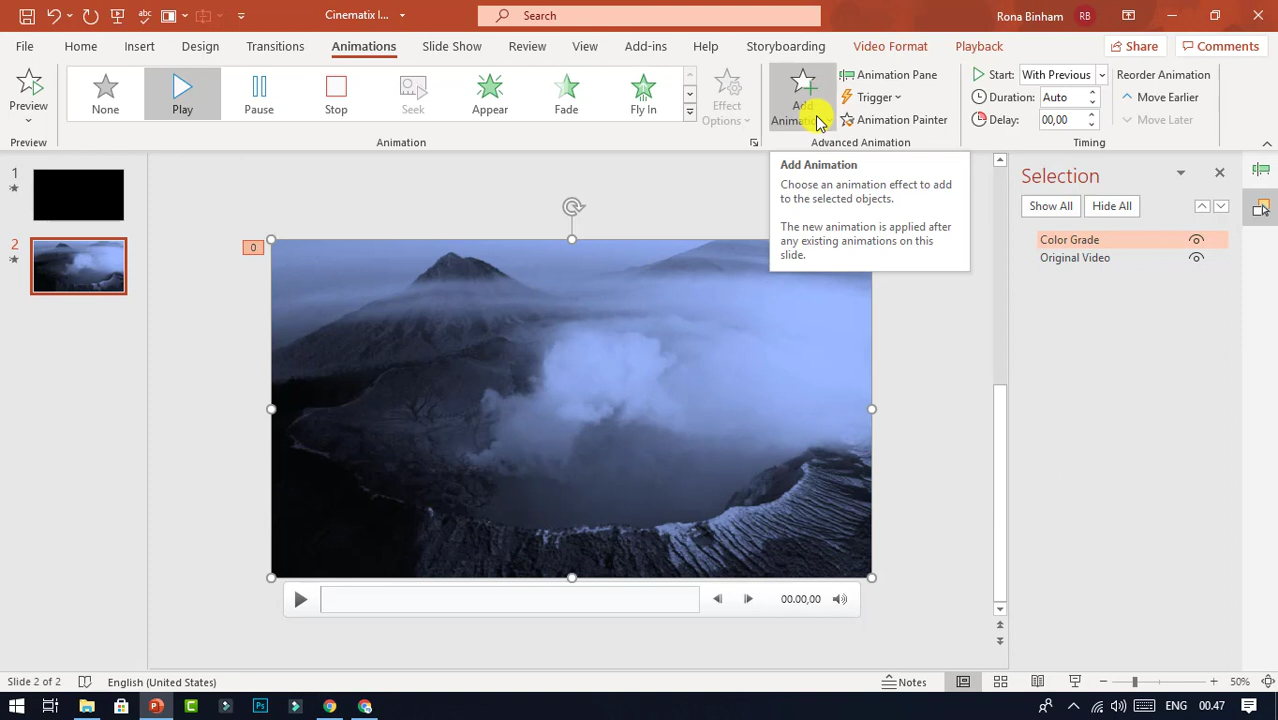 Cinematix I...
Search
Rona Binham
RB
File
Home
Insert
Design
Transitions
Animations
Slide Show
Review
View
Add-ins
Help
Storyboarding
Video Format
Playback
Share
Comments
Preview
None
Play
Pause
Stop
Seek
Appear
Fade
Fly In
Effect
Options
Add
Animation
Animation Pane
Trigger
Animation Painter
Start: With Previous
Duration: Auto
Delay: 00,00
Reorder Animation
Move Earlier
Move Later
Preview
Animation
Advanced Animation
Timing
Add Animation
Choose an animation effect to add
to the selected objects.
The new animation is applied after
any existing animations on this
slide.
1
2
0
Selection
Show All
Hide All
Color Grade
Original Video
00.00,00
Slide 2 of 2
English (United States)
Notes
50%
ENG
00.47